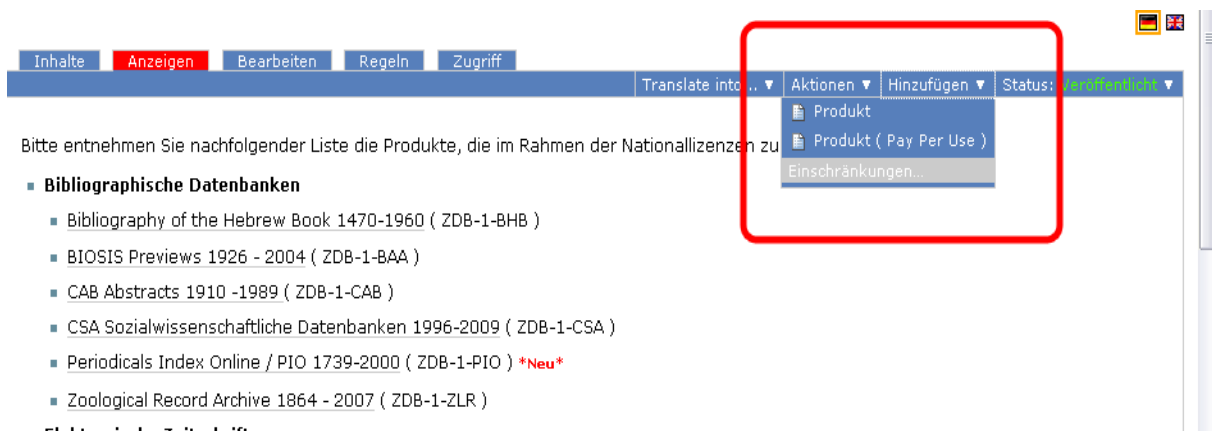 Inhalte Anzeigen Bearbeiten Regeln Zugriff
Translate into... ▼ Aktionen ▼ Hinzufügen ▼ Status: Veröffentlicht ▼
Produkt
Produkt ( Pay Per Use )
Einschränkungen...
Bitte entnehmen Sie nachfolgender Liste die Produkte, die im Rahmen der Nationallizenzen zu
Bibliographische Datenbanken
Bibliography of the Hebrew Book 1470-1960 ( ZDB-1-BHB )
BIOSIS Previews 1926 - 2004 ( ZDB-1-BAA )
CAB Abstracts 1910 -1989 ( ZDB-1-CAB )
CSA Sozialwissenschaftliche Datenbanken 1996-2009 ( ZDB-1-CSA )
Periodicals Index Online / PIO 1739-2000 ( ZDB-1-PIO ) *Neu*
Zoological Record Archive 1864 - 2007 ( ZDB-1-ZLR )